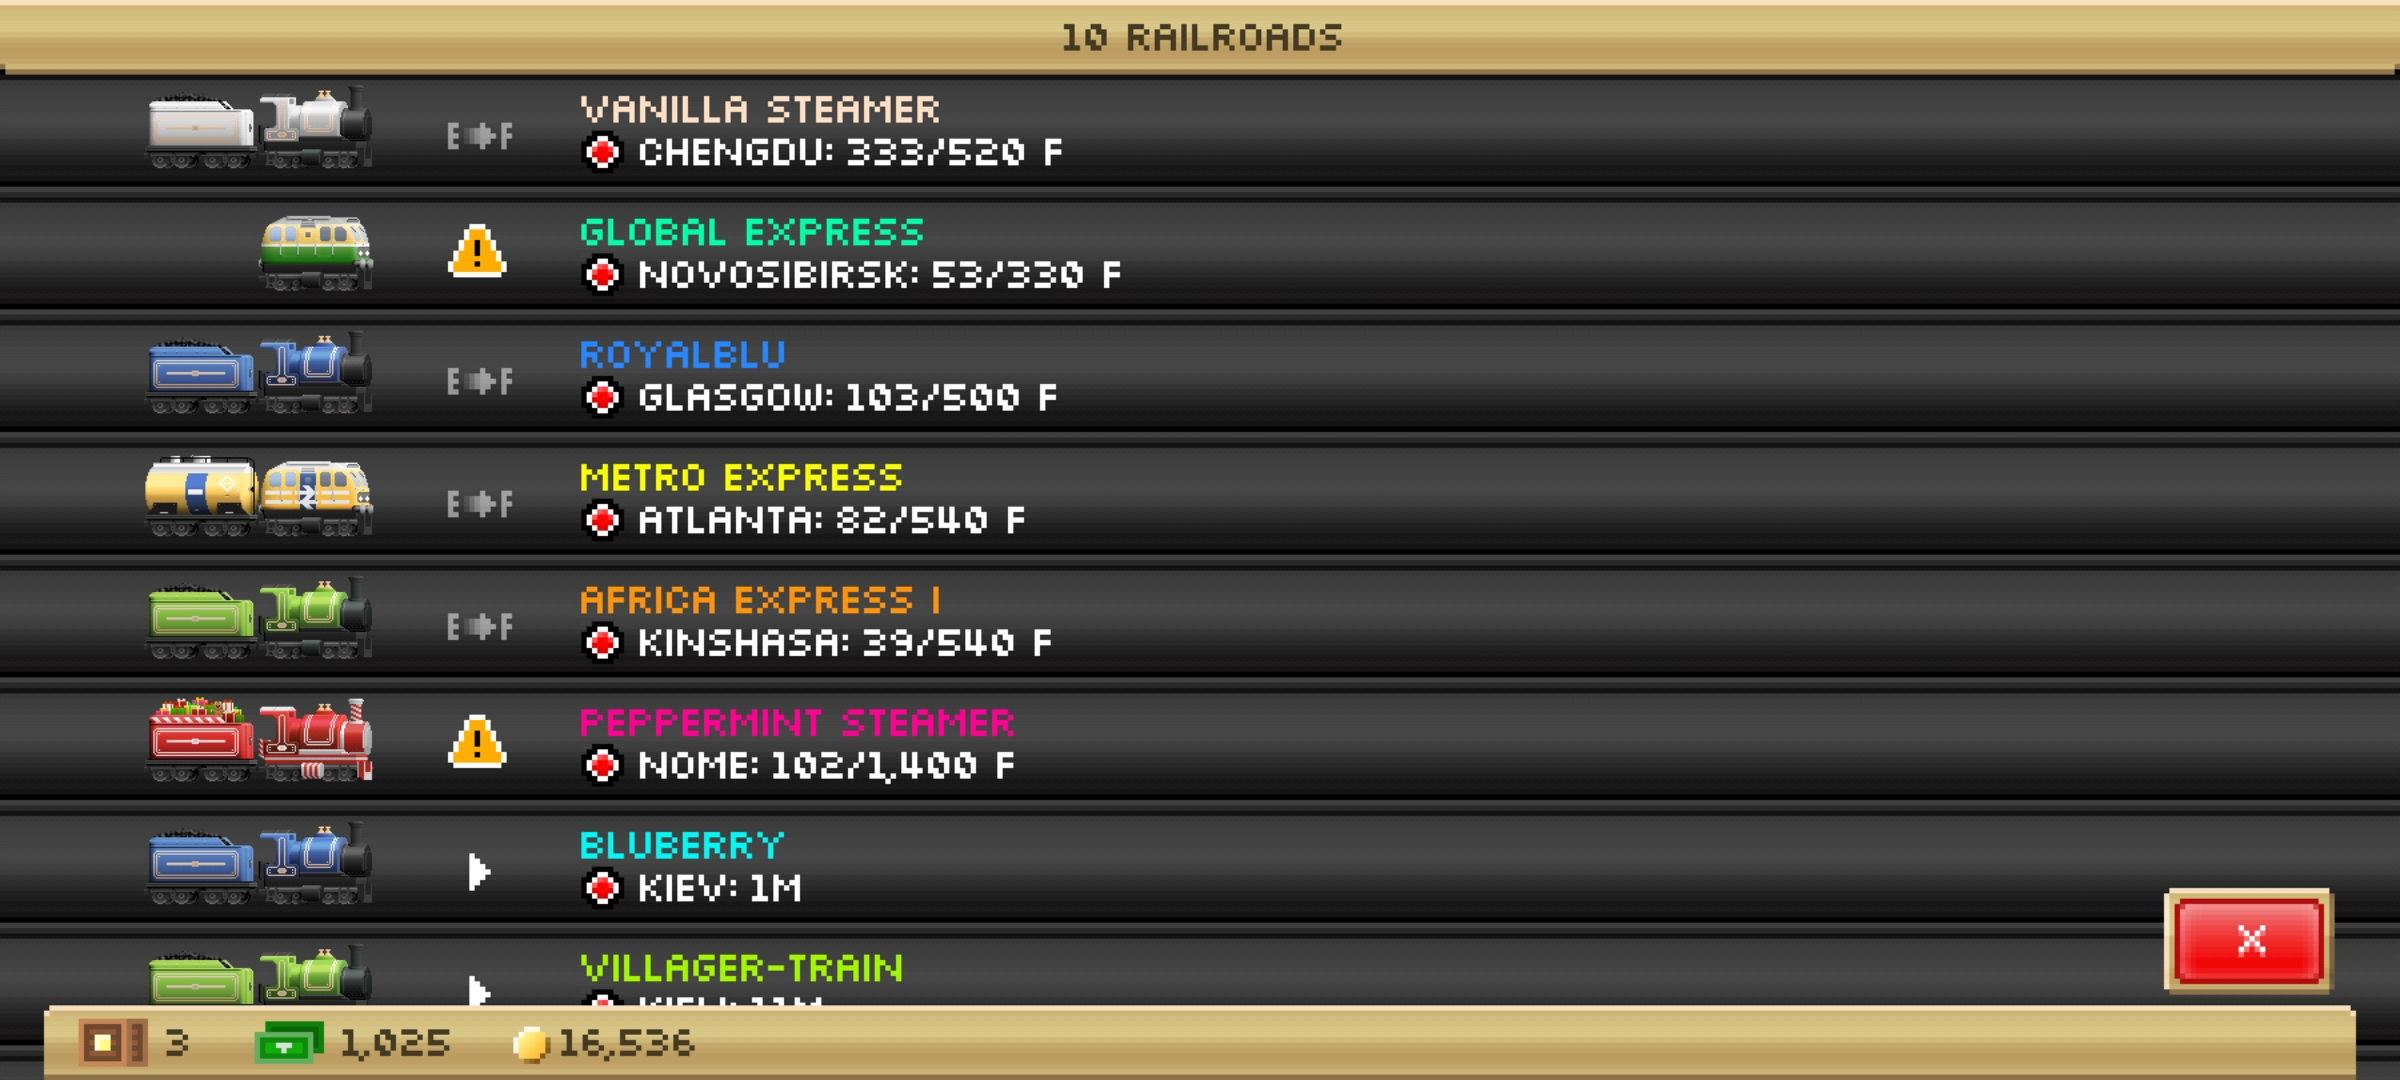 10 RAILROADS
VANILLA STEAMER
E F
CHENGDU: 333/520 F
GLOBAL EXPRESS
NOVOSIBIRSK: 53/330 F
ROYALBLU
E F
GLASGOW: 103/500 F
METRO EXPRESS
E F
ATLANTA: 82/540 F
AFRICA EXPRESS I
E F
KINSHASA: 39/540 F
PEPPERMINT STEAMER
NOME: 102/1,400 F
BLUBERRY
KIEV: 1M
VILLAGER-TRAIN
KIEV: 11M
X
3 1,025 16,536